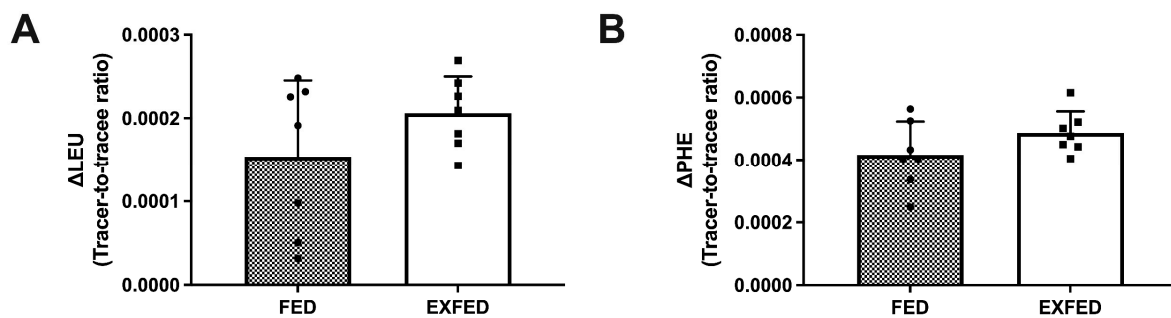 A
ΔLEU
(Tracer-to-tracee ratio)
0.0003
0.0002
0.0001
0.0000
FED
EXFED
B
ΔPHE
(Tracer-to-tracee ratio)
0.0008
0.0006
0.0004
0.0002
0.0000
FED
EXFED